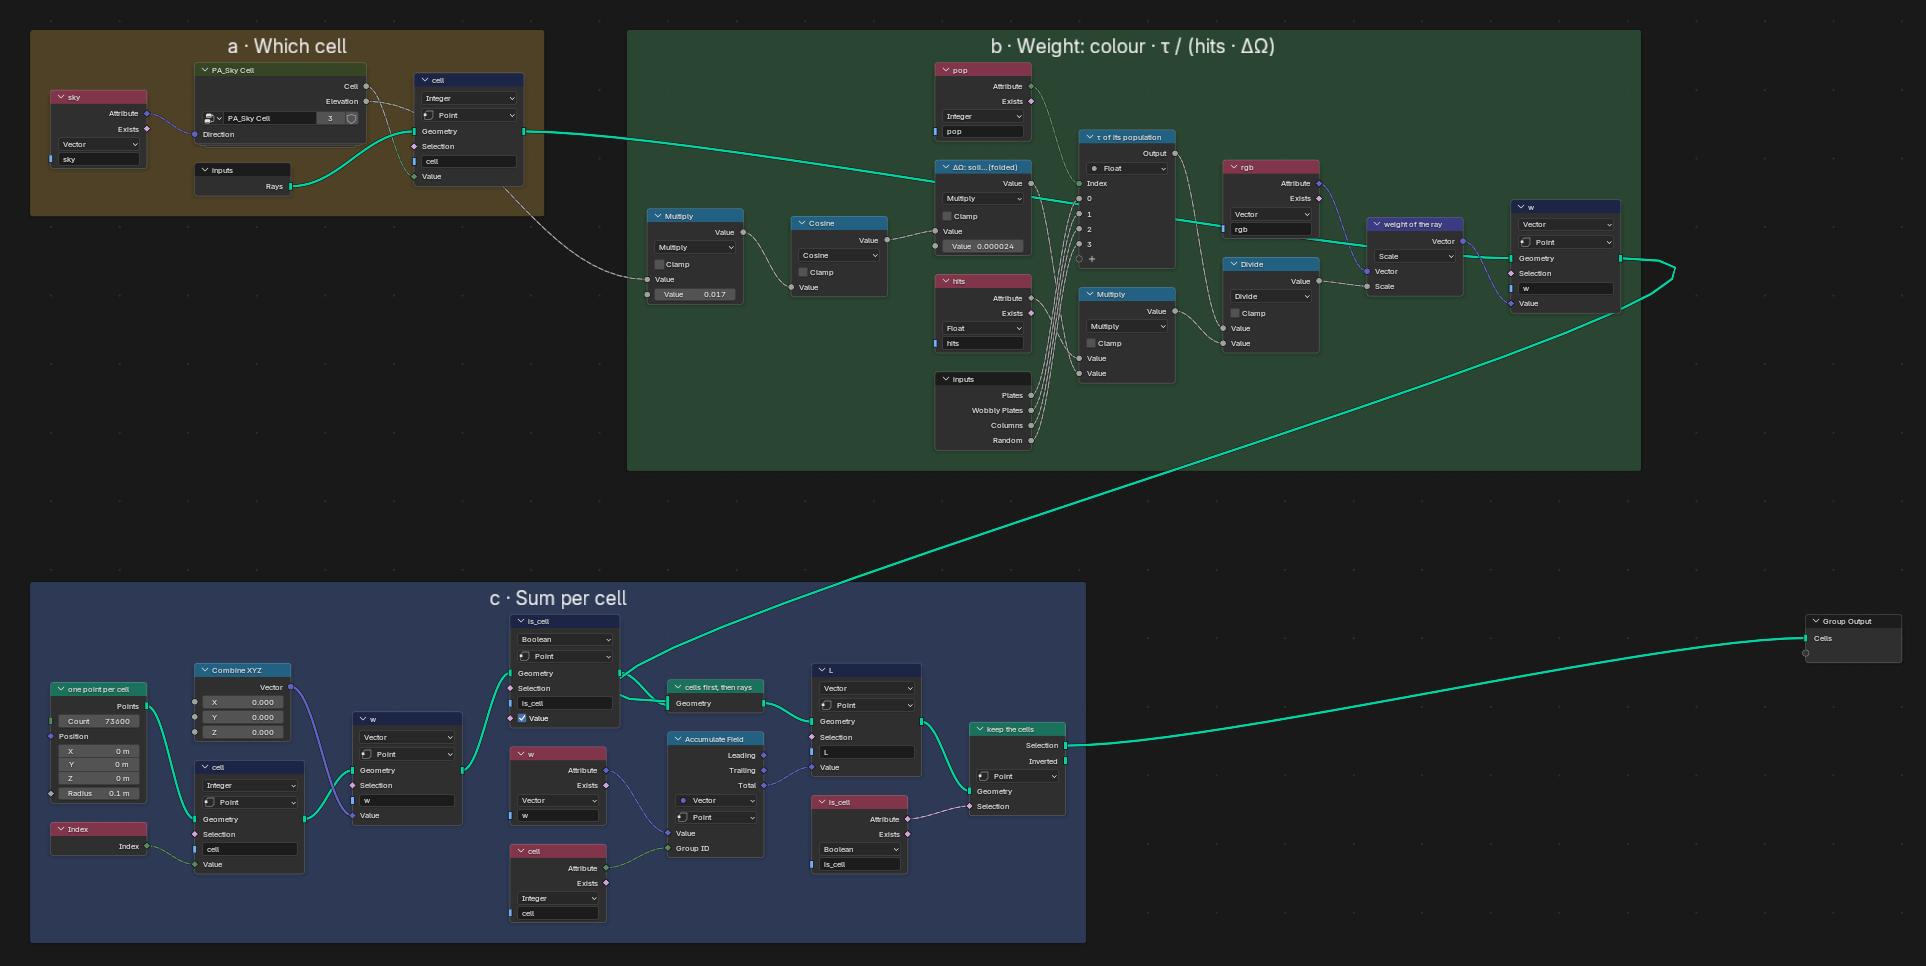 a · Which cell
sky
Attribute
Exists
Vector
sky
PA_Sky Cell
Cell
Elevation
PA_Sky Cell 3
Direction
Inputs
Rays
cell
Integer
Point
Geometry
Selection
cell
Value
b · Weight: colour · τ / (hits · ΔΩ)
Multiply
Value
Multiply
Clamp
Value
Value 0.017
Cosine
Value
Cosine
Clamp
Value
pop
Attribute
Exists
Integer
pop
ΔΩ: soli...(folded)
Value
Multiply
Clamp
Value
Value 0.000024
hits
Attribute
Exists
Float
hits
Inputs
Plates
Wobbly Plates
Columns
Random
τ of its population
Output
Float
Index
0
1
2
3
+
Multiply
Value
Multiply
Clamp
Value
Value
rgb
Attribute
Exists
Vector
rgb
Divide
Value
Divide
Clamp
Value
Value
weight of the ray
Vector
Scale
Vector
Scale
w
Vector
Point
Geometry
Selection
w
Value
c · Sum per cell
one point per cell
Points
Count 73600
Position
X 0 m
Y 0 m
Z 0 m
Radius 0.1 m
Index
Index
Combine XYZ
Vector
X 0.000
Y 0.000
Z 0.000
cell
Integer
Point
Geometry
Selection
cell
Value
w
Vector
Point
Geometry
Selection
w
Value
is_cell
Boolean
Point
Geometry
Selection
is_cell
Value
w
Attribute
Exists
Vector
w
cell
Attribute
Exists
Integer
cell
cells first, then rays
Geometry
Accumulate Field
Leading
Trailing
Total
Vector
Point
Value
Group ID
L
Vector
Point
Geometry
Selection
L
Value
is_cell
Attribute
Exists
Boolean
is_cell
keep the cells
Selection
Inverted
Point
Geometry
Selection
Group Output
Cells